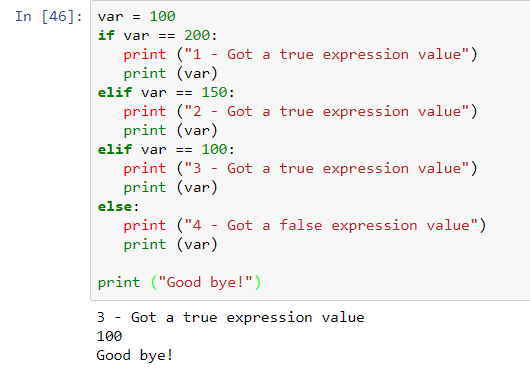 In [46]: var = 100
if var == 200:
   print ("1 - Got a true expression value")
   print (var)
elif var == 150:
   print ("2 - Got a true expression value")
   print (var)
elif var == 100:
   print ("3 - Got a true expression value")
   print (var)
else:
   print ("4 - Got a false expression value")
   print (var)

print ("Good bye!")
3 - Got a true expression value
100
Good bye!